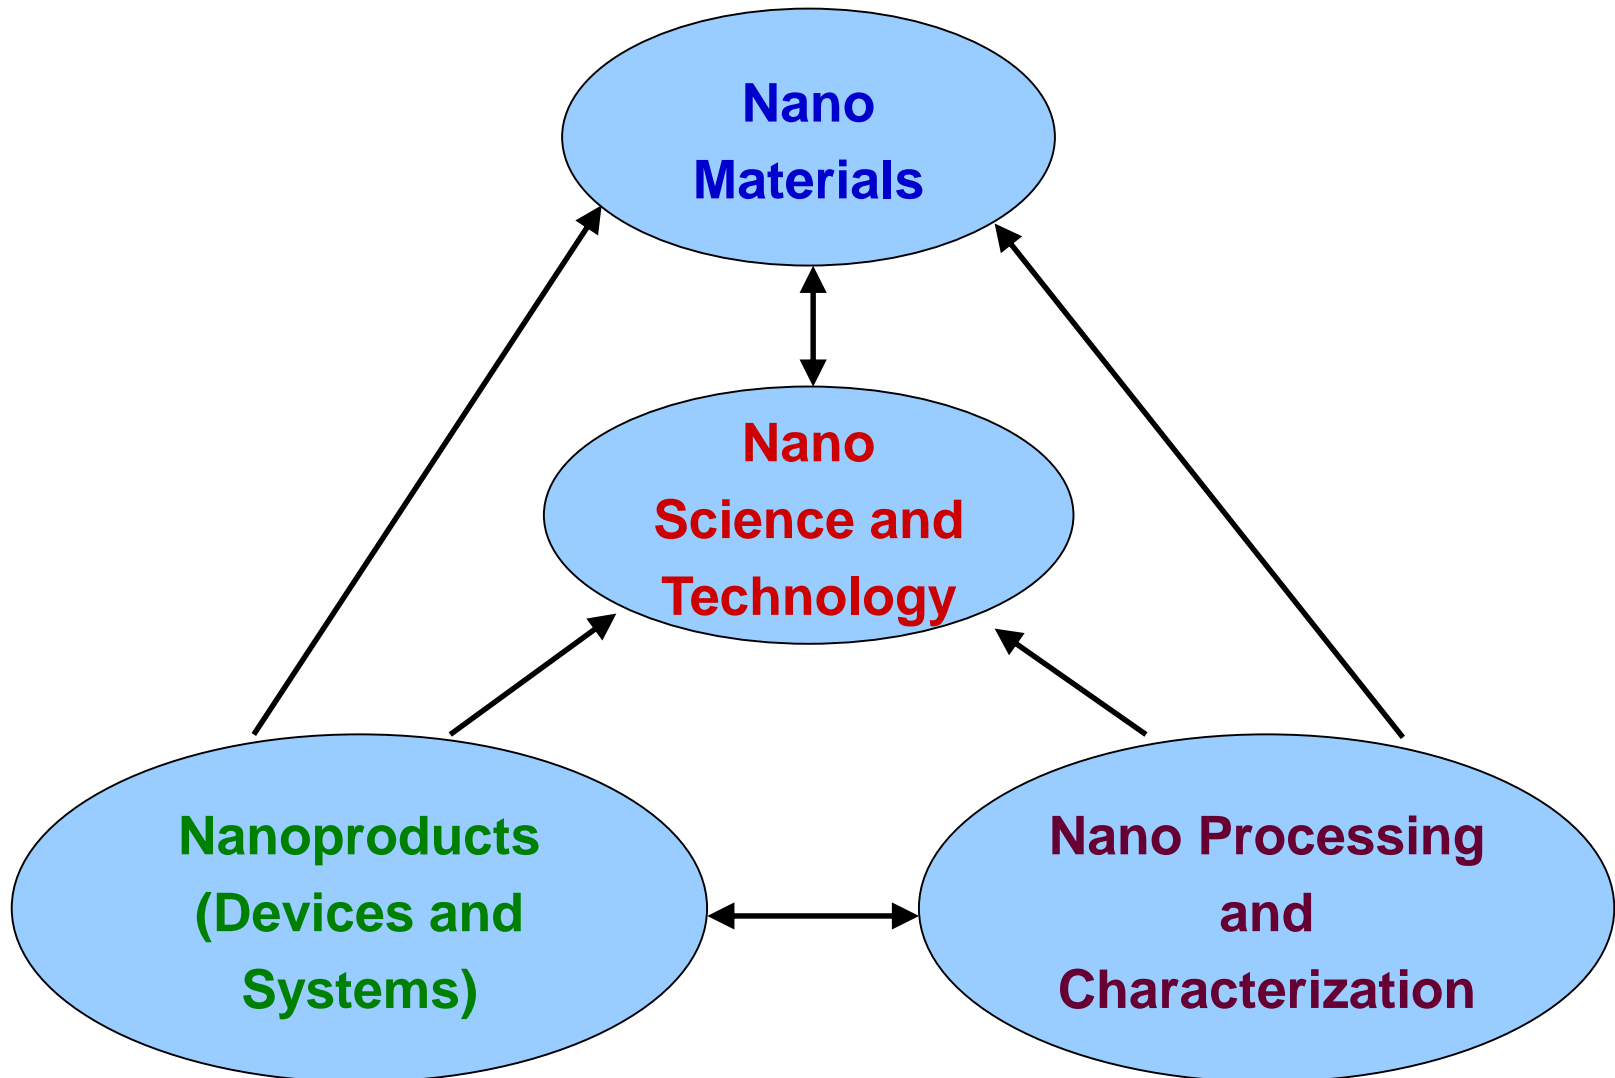 Nano
Materials
Nano
Science and
Technology
Nanoproducts
(Devices and
Systems)
Nano Processing
and
Characterization